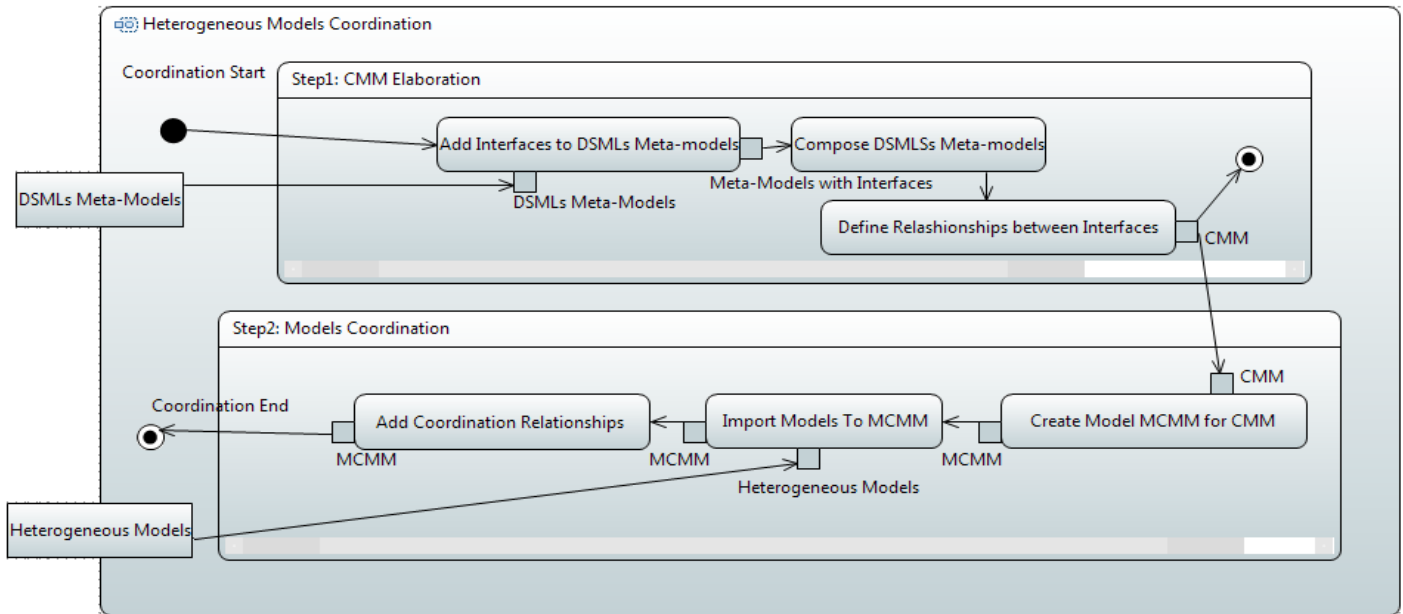 Heterogeneous Models Coordination
Coordination Start
Step1: CMM Elaboration
Add Interfaces to DSMLs Meta-models
Compose DSMLSs Meta-models
DSMLs Meta-Models
Meta-Models with Interfaces
DSMLs Meta-Models
Define Relashionships between Interfaces
CMM
Step2: Models Coordination
CMM
Coordination End
Add Coordination Relationships
Import Models To MCMM
Create Model MCMM for CMM
MCMM
MCMM
MCMM
Heterogeneous Models
Heterogeneous Models